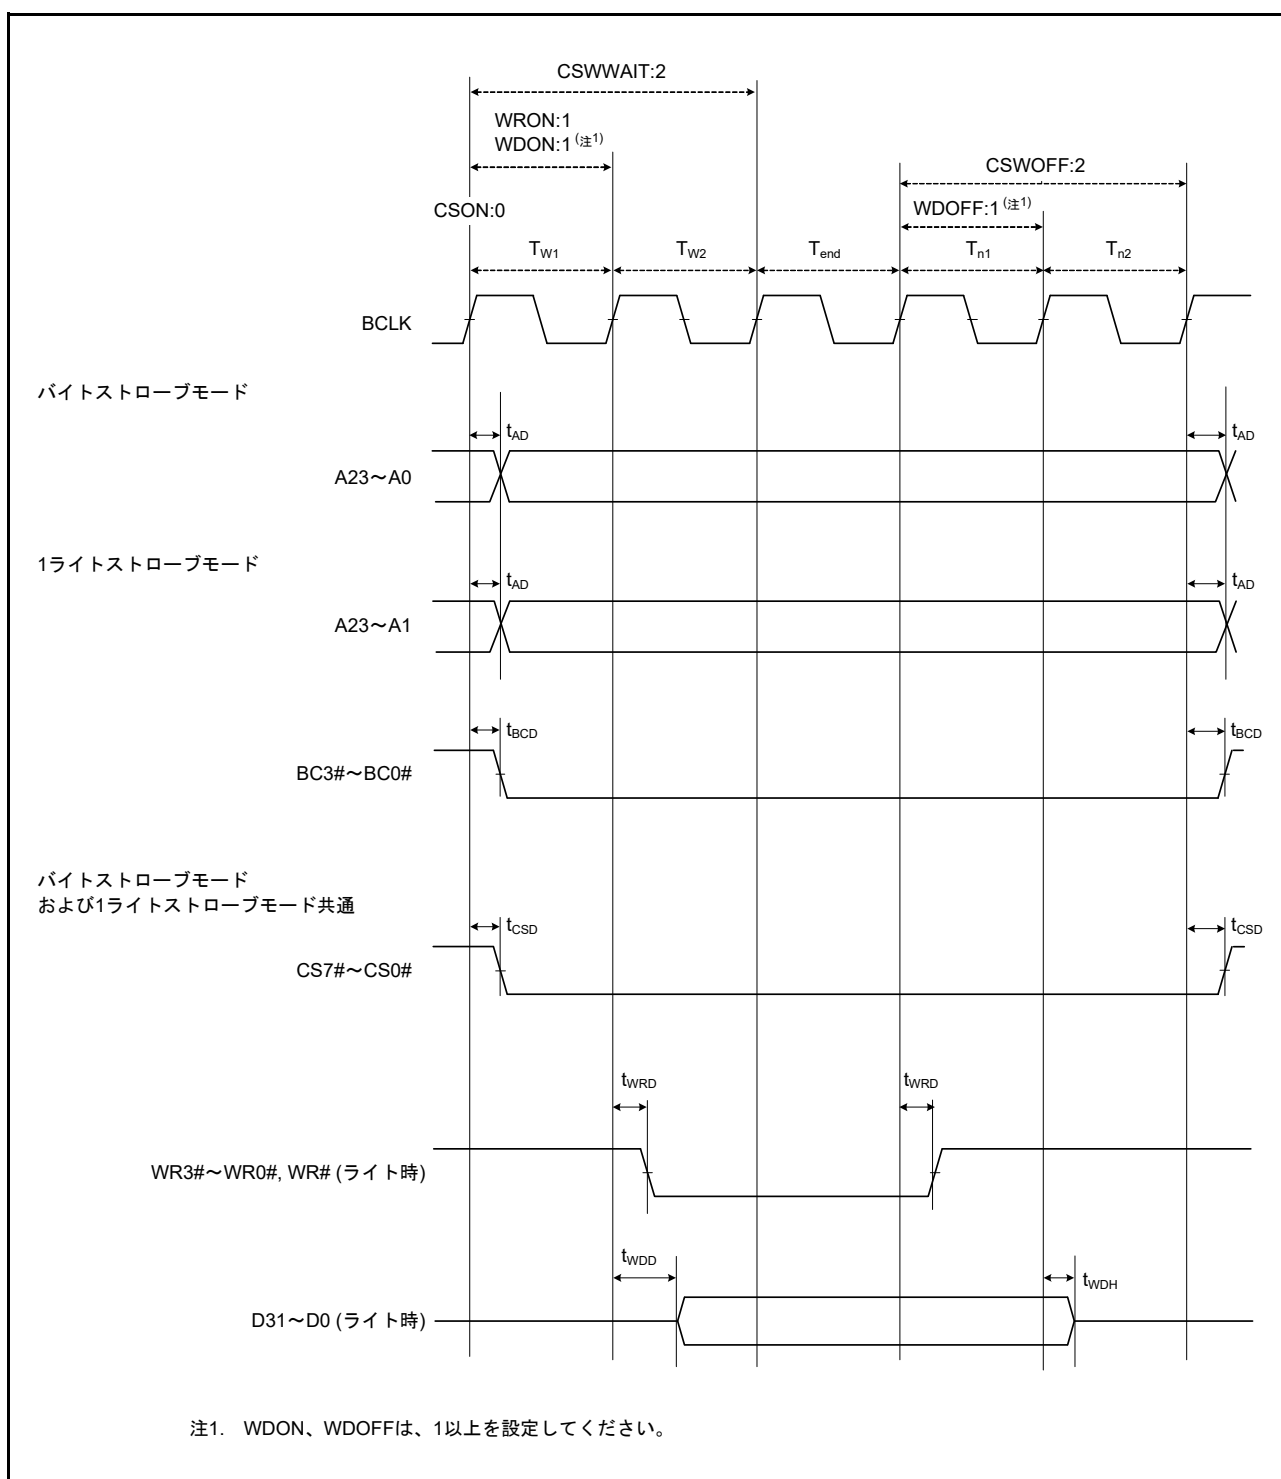 CSWWAIT:2
WRON:1
WDON:1 (注1)
CSWOFF:2
WDOFF:1 (注1)
CSON:0
TW1 TW2 Tend Tn1 Tn2
BCLK
バイトストローブモード
tAD tAD
A23～A0
1ライトストローブモード
tAD tAD
A23～A1
tBCD tBCD
BC3#～BC0#
バイトストローブモード
および1ライトストローブモード共通
tCSD tCSD
CS7#～CS0#
tWRD tWRD
WR3#～WR0#, WR# (ライト時)
tWDD tWDH
D31～D0 (ライト時)
注1. WDON、WDOFFは、1以上を設定してください。